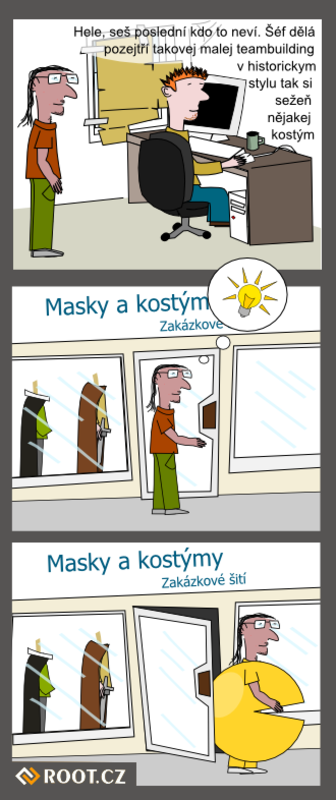 Hele, seš poslední kdo to neví. Šéf dělá
pozejtří takovej malej teambuilding
v historickym
stylu tak si
sežeň
nějakej
kostým
Masky a kostým
Zakázkové
Masky a kostýmy
Zakázkové šití
ROOT.CZ